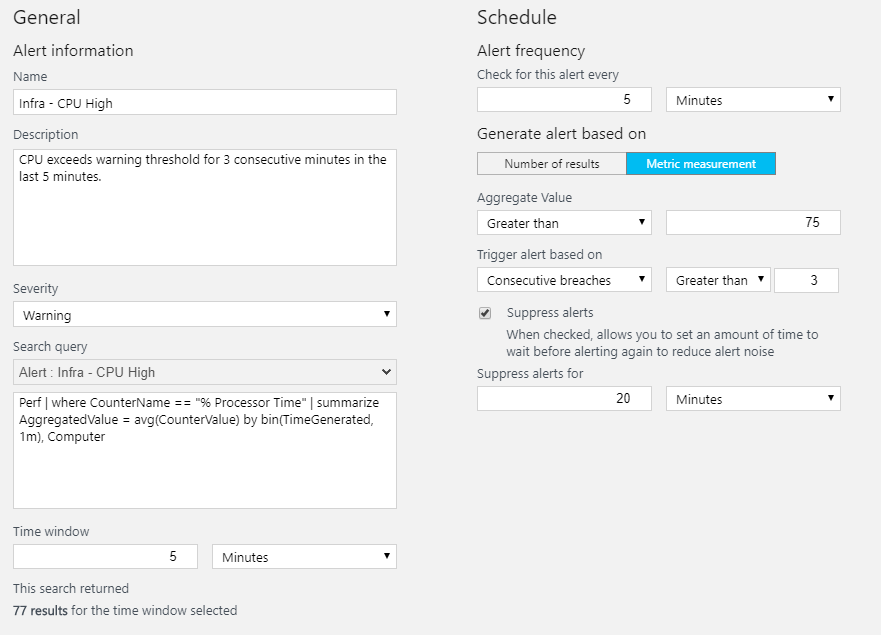 General
Alert information
Name
Infra - CPU High
Description
CPU exceeds warning threshold for 3 consecutive minutes in the
last 5 minutes.
Severity
Warning
Search query
Alert : Infra - CPU High
Perf | where CounterName == "% Processor Time" | summarize
AggregatedValue = avg(CounterValue) by bin(TimeGenerated,
1m), Computer
Time window
5 Minutes
This search returned
77 results for the time window selected
Schedule
Alert frequency
Check for this alert every
5 Minutes
Generate alert based on
Number of results Metric measurement
Aggregate Value
Greater than 75
Trigger alert based on
Consecutive breaches Greater than 3
Suppress alerts
When checked, allows you to set an amount of time to
wait before alerting again to reduce alert noise
Suppress alerts for
20 Minutes